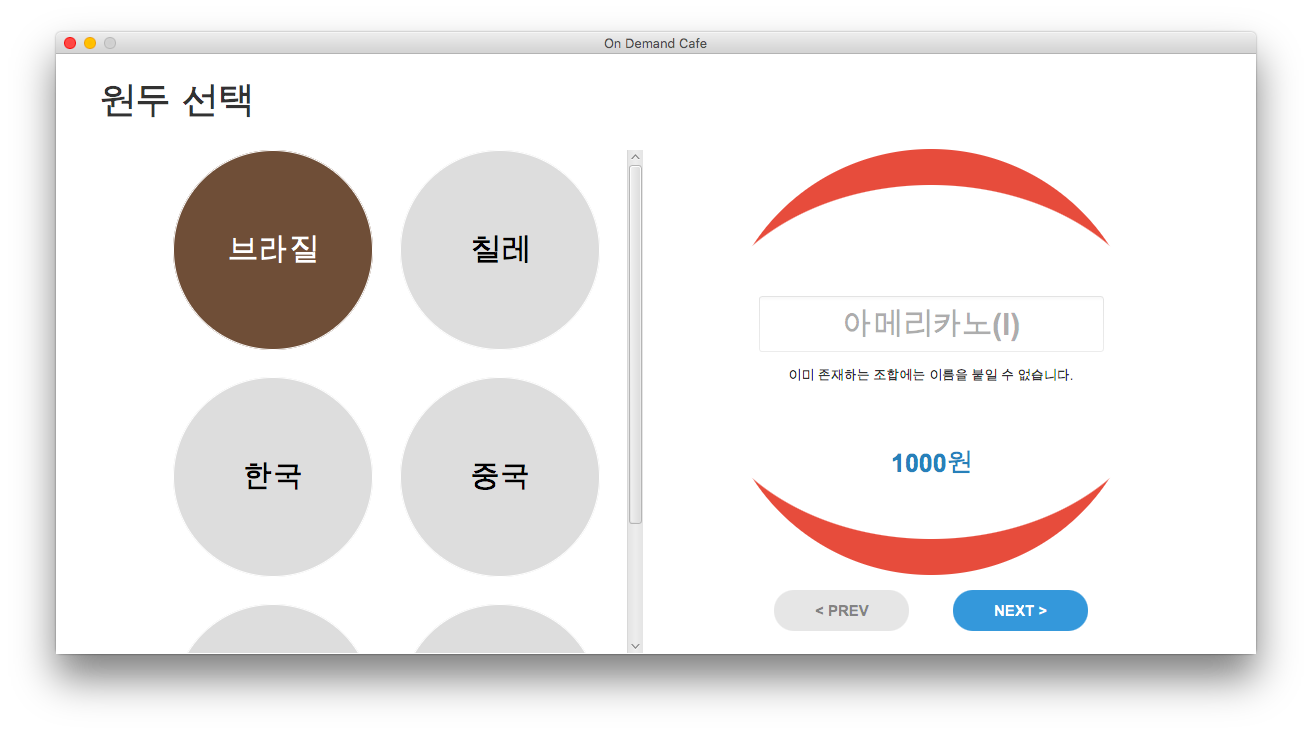 On Demand Cafe
원두 선택
브라질
칠레
한국
중국
아메리카노(I)
이미 존재하는 조합에는 이름을 붙일 수 없습니다.
1000원
< PREV
NEXT >